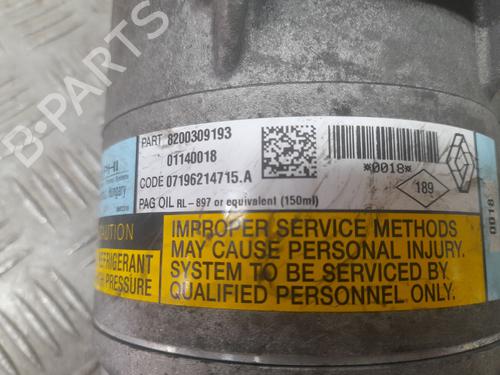 PART 8200309193
01140018
CODE 07196214715.A
PAG OIL RL-897 or equivalent (150ml)
*0018*
189
0018
Hungary
CAUTION
REFRIGERANT
PRESSURE
IMPROPER SERVICE METHODS
MAY CAUSE PERSONAL INJURY.
SYSTEM TO BE SERVICED BY
QUALIFIED PERSONNEL ONLY.
B-PARTS